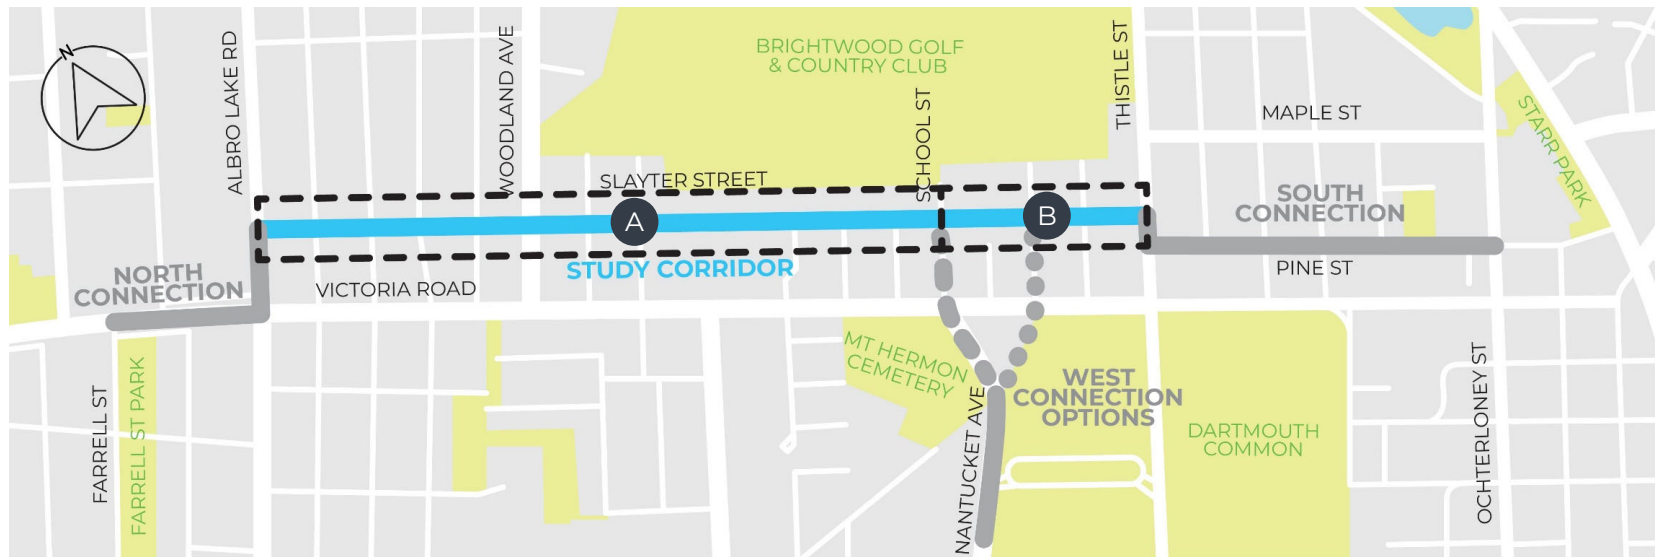 N
ALBRO LAKE RD
WOODLAND AVE
BRIGHTWOOD GOLF
& COUNTRY CLUB
SCHOOL ST
THISTLE ST
MAPLE ST
STARR PARK
SLAYTER STREET
SOUTH
CONNECTION
A
B
NORTH
CONNECTION
STUDY CORRIDOR
VICTORIA ROAD
PINE ST
MT HERMON
CEMETERY
WEST
CONNECTION
OPTIONS
FARRELL ST
FARRELL ST PARK
NANTUCKET AVE
DARTMOUTH
COMMON
OCHTERLONEY ST